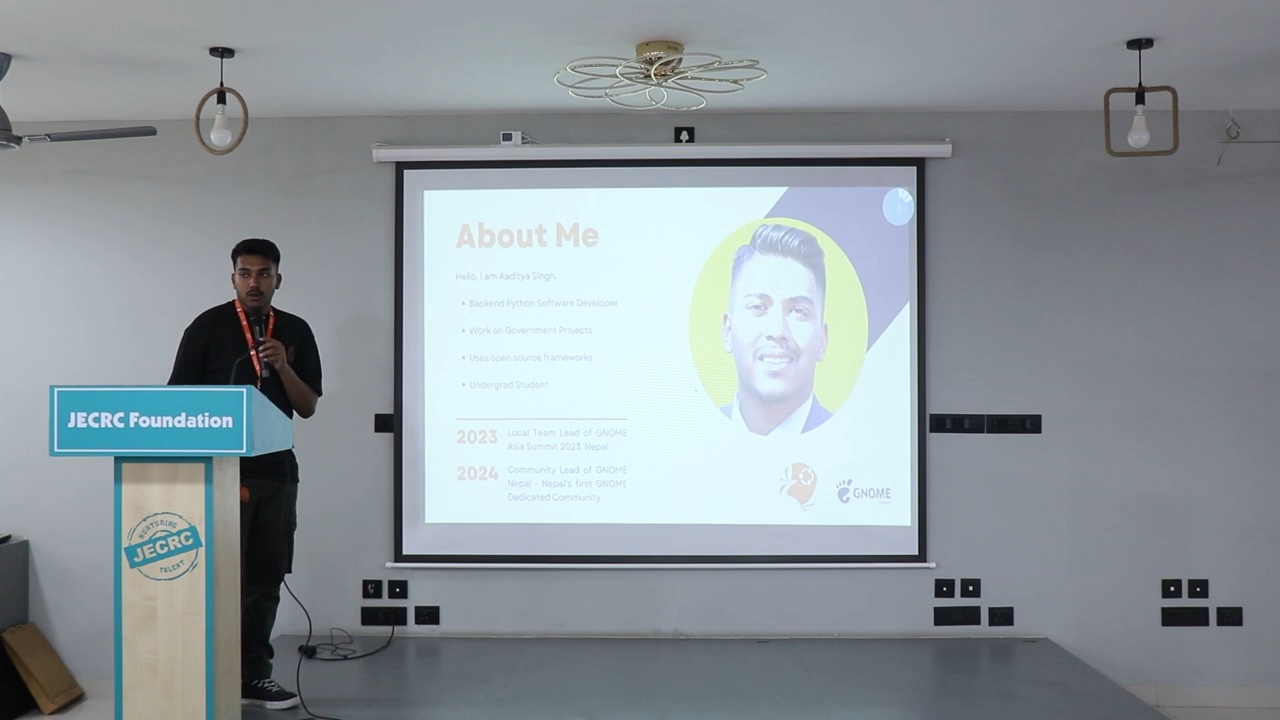 About Me
Hello, I am Aaditya Singh.
• Backend Python Software Developer
• Work on Government Projects
• Uses open source frameworks
• Undergrad Student
2023 Local Team Lead of GNOME
Asia Summit 2023, Nepal
2024 Community Lead of GNOME
Nepal - Nepal's first GNOME
Dedicated Community
GNOME
JECRC Foundation
NURTURING
JECRC
TALENT